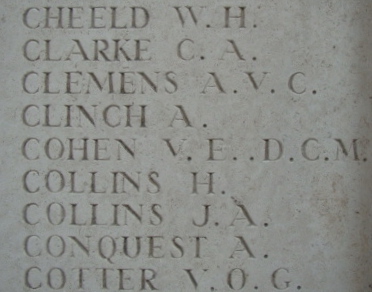 CHEELD W. H.
CLARKE C. A.
CLEMENS A. V. C.
CLINCH A.
COHEN V. E., D.C.M.
COLLINS H.
COLLINS J. A.
CONQUEST A.
COTTER V. O. G.